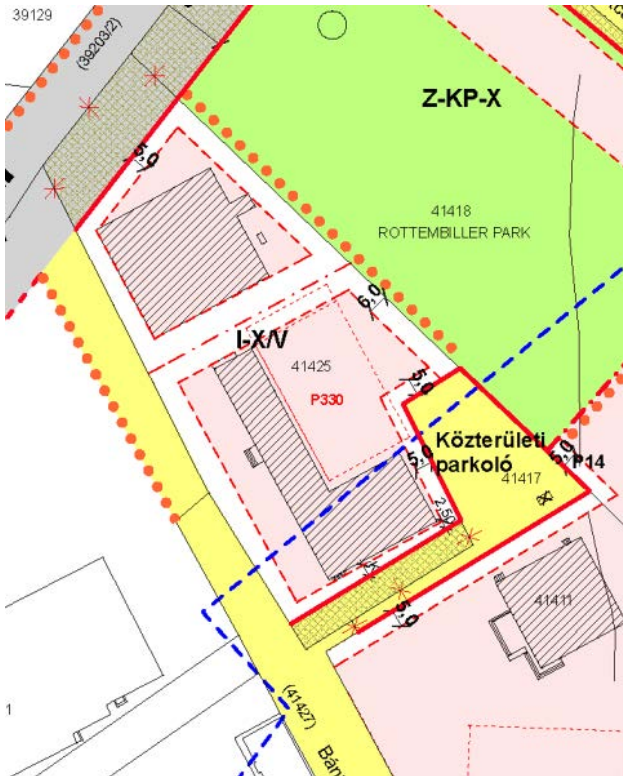 39129
(39203/2)
Z-KP-X
5,0
41418
ROTTEMBILLER PARK
6,0
I-X/V
41425
P330
5,0
Közterületi
parkoló
5,0
5,0
P14
41417
2,50
41411
5,0
(41427)
1